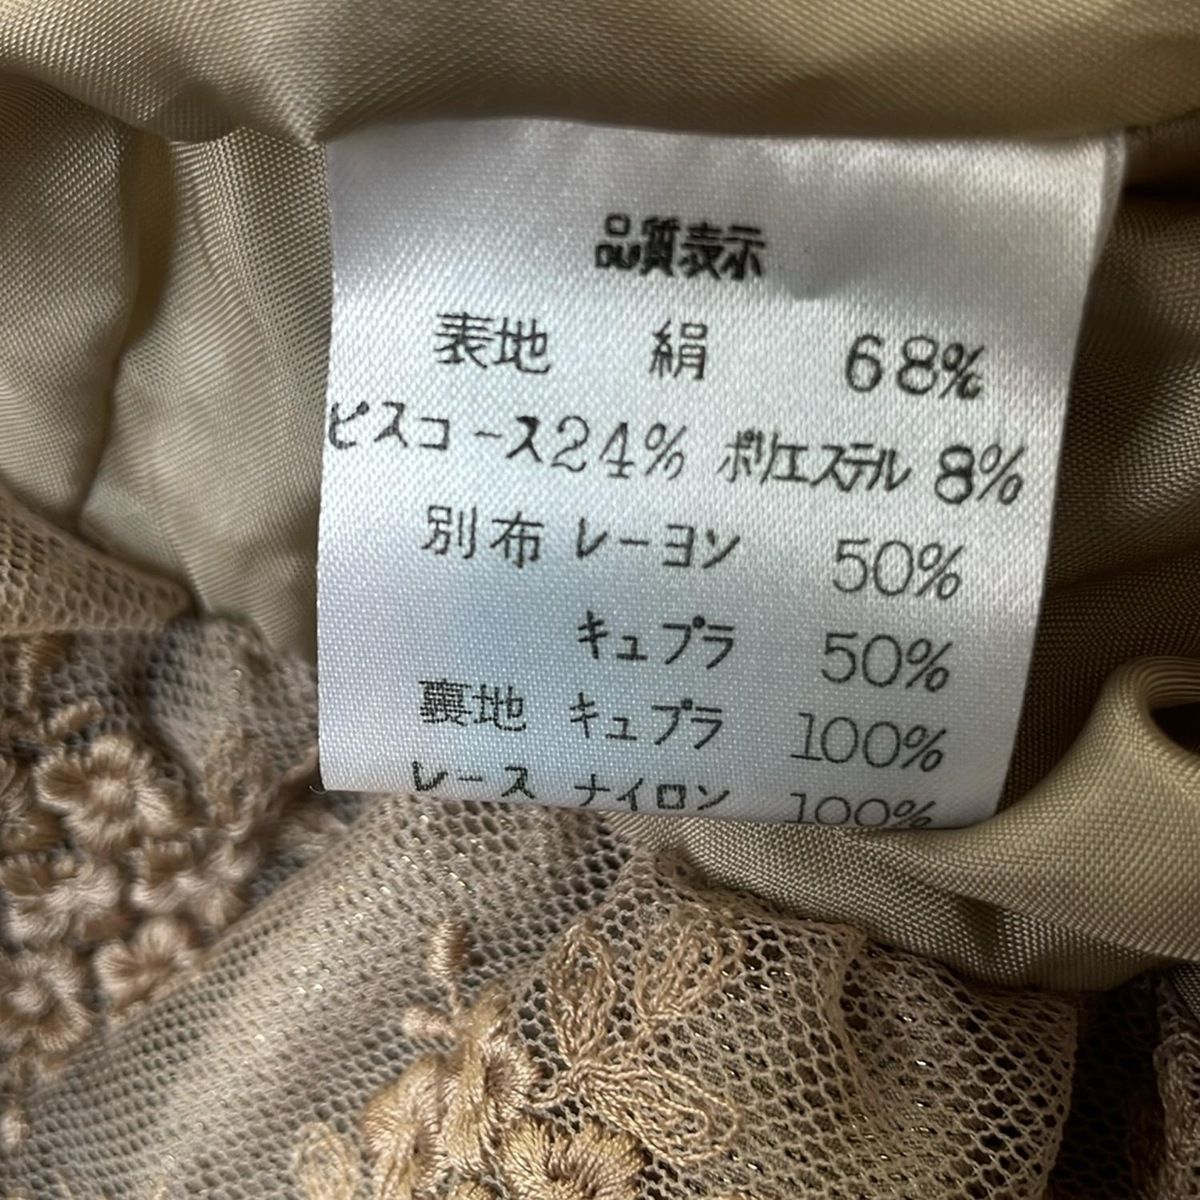 品質表示
表地 絹 68%
ビスコース24% ポリエステル 8%
別布 レーヨン 50%
キュプラ 50%
裏地 キュプラ 100%
レース ナイロン 100%